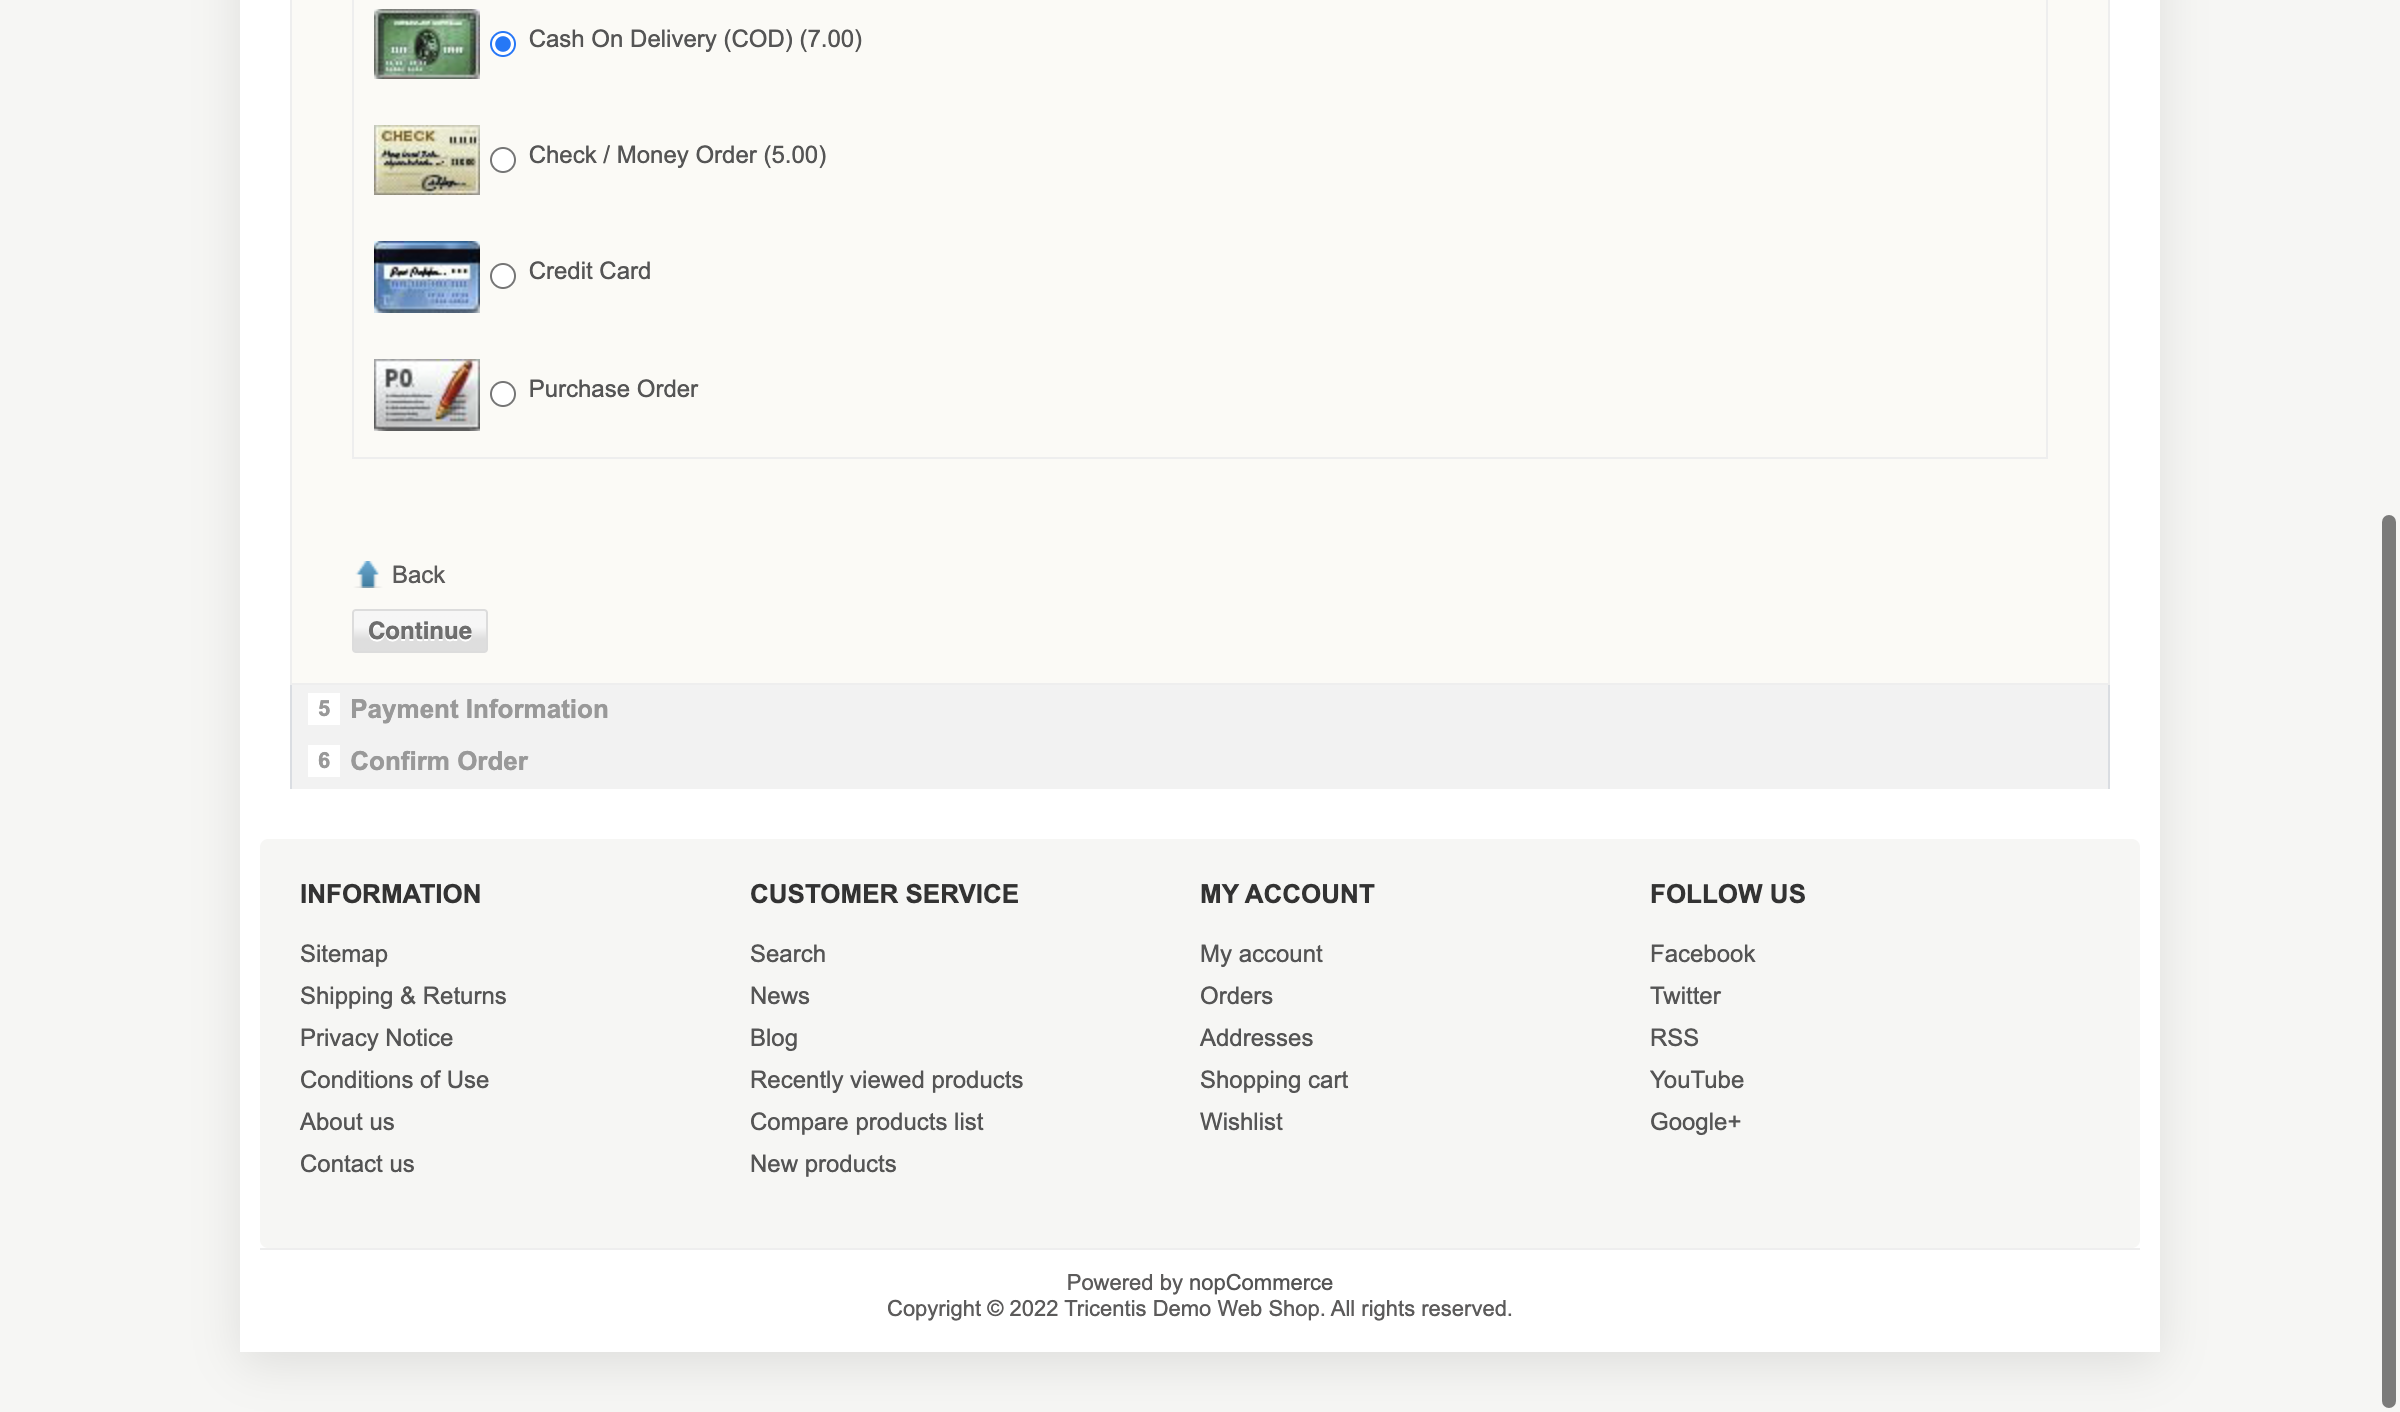 Cash On Delivery (COD) (7.00)
CHECK
Check / Money Order (5.00)
Credit Card
P.O.
Purchase Order
Back
Continue
5 Payment Information
6 Confirm Order
INFORMATION
Sitemap
Shipping & Returns
Privacy Notice
Conditions of Use
About us
Contact us
CUSTOMER SERVICE
Search
News
Blog
Recently viewed products
Compare products list
New products
MY ACCOUNT
My account
Orders
Addresses
Shopping cart
Wishlist
FOLLOW US
Facebook
Twitter
RSS
YouTube
Google+
Powered by nopCommerce
Copyright © 2022 Tricentis Demo Web Shop. All rights reserved.